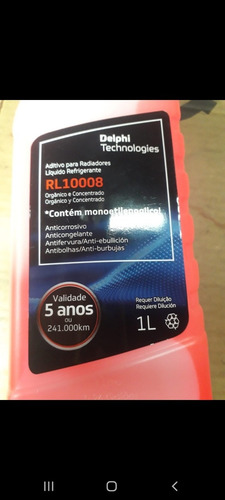 Delphi
Technologies
Aditivo para Radiadores
Líquido Refrigerante
RL10008
Orgânico e Concentrado
Orgánico y Concentrado
*Contém monoetilenoglicol
Anticorrosivo
Anticongelante
Antifervura/Anti-ebullición
Antibolhas/Anti-burbujas
Validade
5 anos
ou
241.000km
Requer Diluição
Requiere Dilución
1L